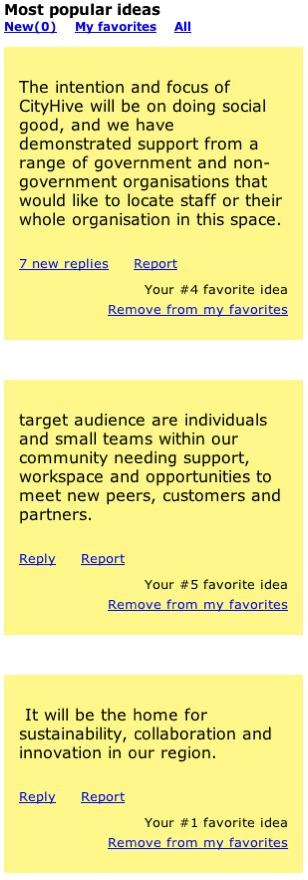 Most popular ideas
New(0) My favorites All
The intention and focus of
CityHive will be on doing social
good, and we have
demonstrated support from a
range of government and non-
government organisations that
would like to locate staff or their
whole organisation in this space.
7 new replies Report
Your #4 favorite idea
Remove from my favorites
target audience are individuals
and small teams within our
community needing support,
workspace and opportunities to
meet new peers, customers and
partners.
Reply Report
Your #5 favorite idea
Remove from my favorites
It will be the home for
sustainability, collaboration and
innovation in our region.
Reply Report
Your #1 favorite idea
Remove from my favorites